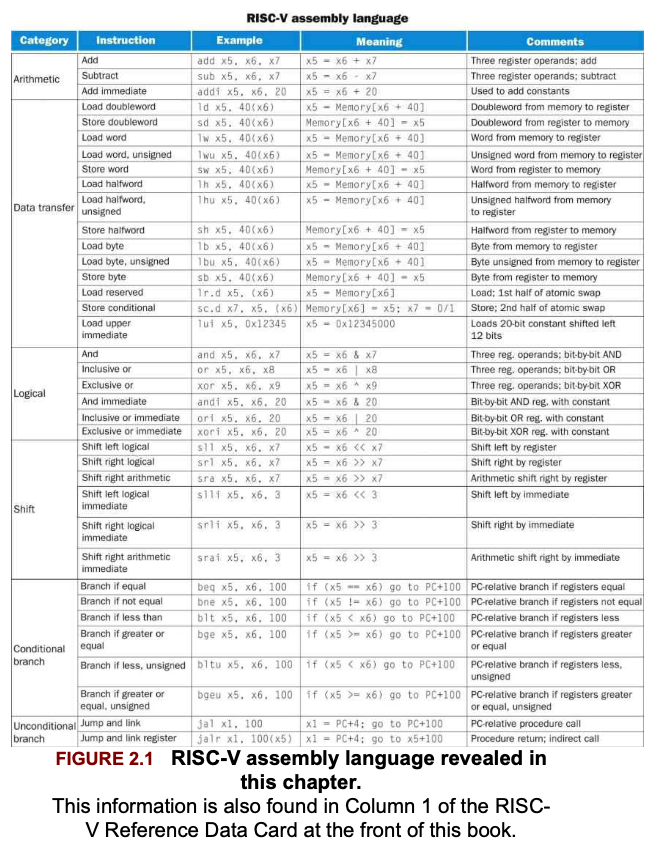 RISC-V assembly language
Category Instruction Example Meaning Comments
Arithmetic
Add add x5, x6, x7 x5 = x6 + x7 Three register operands; add
Subtract sub x5, x6, x7 x5 = x6 - x7 Three register operands; subtract
Add immediate addi x5, x6, 20 x5 = x6 + 20 Used to add constants
Data transfer
Load doubleword ld x5, 40(x6) x5 = Memory[x6 + 40] Doubleword from memory to register
Store doubleword sd x5, 40(x6) Memory[x6 + 40] = x5 Doubleword from register to memory
Load word lw x5, 40(x6) x5 = Memory[x6 + 40] Word from memory to register
Load word, unsigned lwu x5, 40(x6) x5 = Memory[x6 + 40] Unsigned word from memory to register
Store word sw x5, 40(x6) Memory[x6 + 40] = x5 Word from register to memory
Load halfword lh x5, 40(x6) x5 = Memory[x6 + 40] Halfword from memory to register
Load halfword, lhu x5, 40(x6) x5 = Memory[x6 + 40] Unsigned halfword from memory
unsigned to register
Store halfword sh x5, 40(x6) Memory[x6 + 40] = x5 Halfword from register to memory
Load byte lb x5, 40(x6) x5 = Memory[x6 + 40] Byte from memory to register
Load byte, unsigned lbu x5, 40(x6) x5 = Memory[x6 + 40] Byte unsigned from memory to register
Store byte sb x5, 40(x6) Memory[x6 + 40] = x5 Byte from register to memory
Load reserved lr.d x5, (x6) x5 = Memory[x6] Load; 1st half of atomic swap
Store conditional sc.d x7, x5, (x6) Memory[x6] = x5; x7 = 0/1 Store; 2nd half of atomic swap
Load upper lui x5, 0x12345 x5 = 0x12345000 Loads 20-bit constant shifted left
immediate 12 bits
Logical
And and x5, x6, x7 x5 = x6 & x7 Three reg. operands; bit-by-bit AND
Inclusive or or x5, x6, x8 x5 = x6 | x8 Three reg. operands; bit-by-bit OR
Exclusive or xor x5, x6, x9 x5 = x6 ^ x9 Three reg. operands; bit-by-bit XOR
And immediate andi x5, x6, 20 x5 = x6 & 20 Bit-by-bit AND reg. with constant
Inclusive or immediate ori x5, x6, 20 x5 = x6 | 20 Bit-by-bit OR reg. with constant
Exclusive or immediate xori x5, x6, 20 x5 = x6 ^ 20 Bit-by-bit XOR reg. with constant
Shift
Shift left logical sll x5, x6, x7 x5 = x6 << x7 Shift left by register
Shift right logical srl x5, x6, x7 x5 = x6 >> x7 Shift right by register
Shift right arithmetic sra x5, x6, x7 x5 = x6 >> x7 Arithmetic shift right by register
Shift left logical slli x5, x6, 3 x5 = x6 << 3 Shift left by immediate
immediate
Shift right logical srli x5, x6, 3 x5 = x6 >> 3 Shift right by immediate
immediate
Shift right arithmetic srai x5, x6, 3 x5 = x6 >> 3 Arithmetic shift right by immediate
immediate
Conditional
branch
Branch if equal beq x5, x6, 100 if (x5 == x6) go to PC+100 PC-relative branch if registers equal
Branch if not equal bne x5, x6, 100 if (x5 != x6) go to PC+100 PC-relative branch if registers not equal
Branch if less than blt x5, x6, 100 if (x5 < x6) go to PC+100 PC-relative branch if registers less
Branch if greater or bge x5, x6, 100 if (x5 >= x6) go to PC+100 PC-relative branch if registers greater
equal or equal
Branch if less, unsigned bltu x5, x6, 100 if (x5 < x6) go to PC+100 PC-relative branch if registers less,
unsigned
Branch if greater or bgeu x5, x6, 100 if (x5 >= x6) go to PC+100 PC-relative branch if registers greater
equal, unsigned or equal, unsigned
Unconditional
branch
Jump and link jal x1, 100 x1 = PC+4; go to PC+100 PC-relative procedure call
Jump and link register jalr x1, 100(x5) x1 = PC+4; go to x5+100 Procedure return; indirect call
FIGURE 2.1 RISC-V assembly language revealed in
this chapter.
This information is also found in Column 1 of the RISC-
V Reference Data Card at the front of this book.